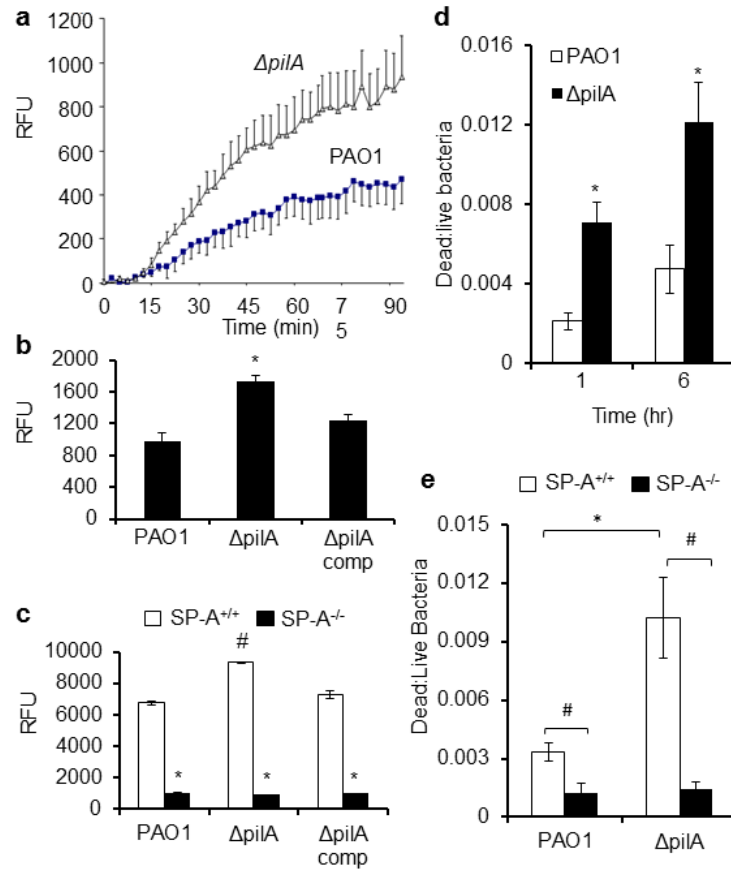 a
1200
1000
800
600
400
200
0
RFU
ΔpilA
PAO1
0 15 30 45 60 7 90
5
Time (min)
b
2000
1600
1200
800
400
0
RFU
*
PAO1 ΔpilA ΔpilA
comp
c
SP-A+/+ SP-A-/-
10000
8000
6000
4000
2000
0
RFU
#
* * *
PAO1 ΔpilA ΔpilA
comp
d
0.016
0.012
0.008
0.004
0
Dead:live bacteria
PAO1
ΔpilA
*
*
1 6
Time (hr)
e
SP-A+/+ SP-A-/-
0.015
0.012
0.009
0.006
0.003
0
Dead:Live Bacteria
*
#
#
PAO1 ΔpilA